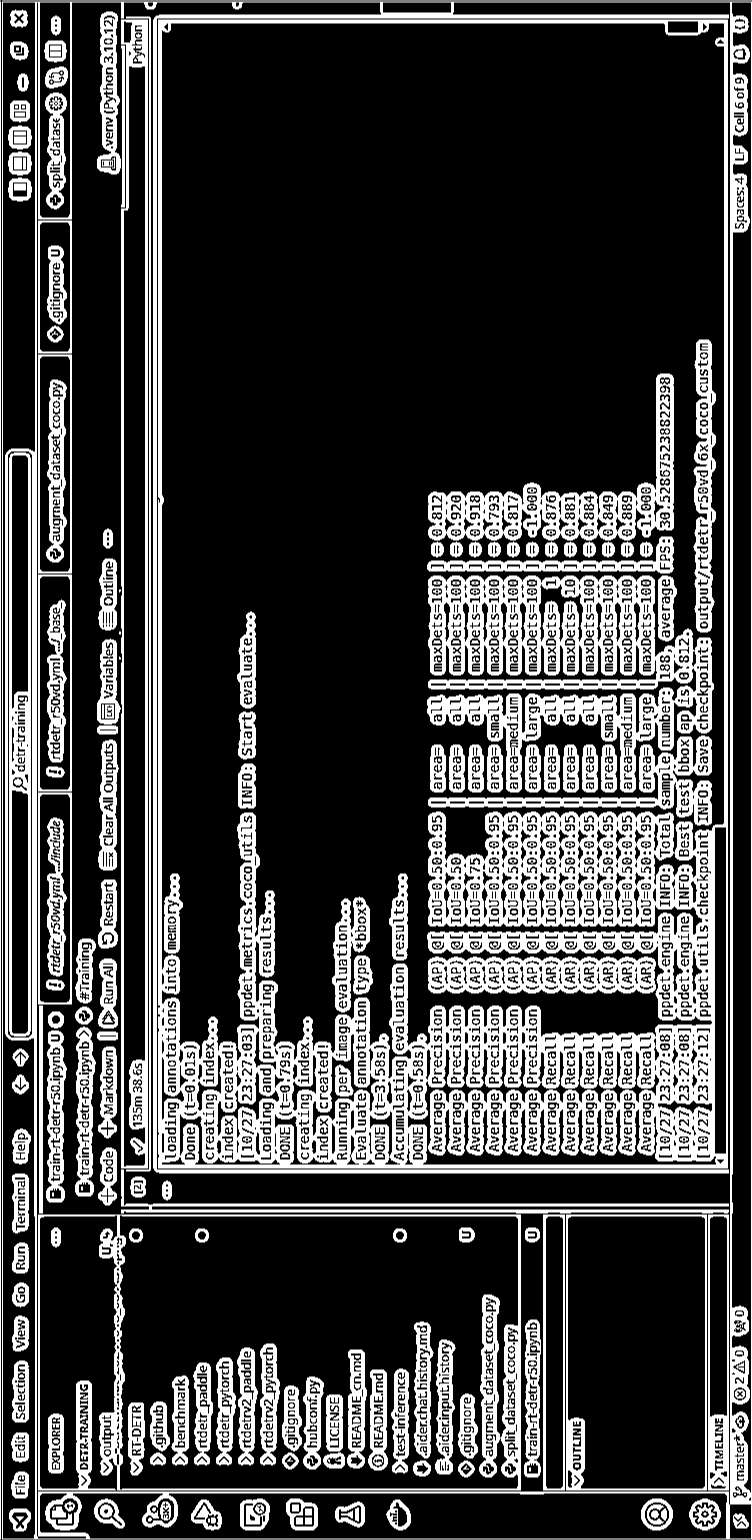 File Edit Selection View Go Run Terminal Help
detr-training
EXPLORER
DETR-TRAINING
output
RT-DETR
.github
benchmark
rtdetr_paddle
rtdetr_pytorch
rtdetrv2_paddle
rtdetrv2_pytorch
.gitignore
hubconf.py
LICENSE
README_cn.md
README.md
test-inference
.aider.chat.history.md
.aider.input.history
.gitignore U
augment_dataset_coco.py
split_dataset_coco.py
train-rt-detr-r50.ipynb U
OUTLINE
TIMELINE
train-rt-detr-r50.ipynb U
rtdetr_r50vd.yml ../include
rtdetr_r50vd.yml ../base
augment_dataset_coco.py
.gitignore U
split_datase
train-rt-detr-r50.ipynb > #Training
Code Markdown Run All Restart Clear All Outputs Variables Outline
.venv (Python 3.10.12)
[2] 135m 38.6s
Python
loading annotations into memory...
Done (t=0.01s)
creating index...
index created!
[10/27 23:27:03] ppdet.metrics.coco_utils INFO: Start evaluate...
Loading and preparing results...
DONE (t=0.79s)
creating index...
index created!
Running per image evaluation...
Evaluate annotation type *bbox*
DONE
Accumulating evaluation results...
DONE (t=0.58s).
Average Precision (AP) @[ IoU=0.50:0.95 | area= all | maxDets=100 ] = 0.812
Average Precision (AP) @[ IoU=0.50 | area= all | maxDets=100 ] = 0.920
Average Precision (AP) @[ IoU=0.75 | area= all | maxDets=100 ] =
Average Precision (AP) @[ IoU=0.50:0.95 | area= small | maxDets=100 ] = 0.793
Average Precision (AP) @[ IoU=0.50:0.95 | area=medium | maxDets=100 ] = 0.817
Average Precision (AP) @[ IoU=0.50:0.95 | area= large | maxDets=100 ] = -1.000
Average Recall (AR) @[ IoU=0.50:0.95 | area= all | maxDets= 1 ] = 0.876
Average Recall (AR) @[ IoU=0.50:0.95 | area= all | maxDets= 10 ] = 0.881
Average Recall (AR) @[ IoU=0.50:0.95 | area= all | maxDets=100 ] = 0.884
Average Recall (AR) @[ IoU=0.50:0.95 | area= small | maxDets=100 ] = 0.849
Average Recall (AR) @[ IoU=0.50:0.95 | area=medium | maxDets=100 ] = 0.889
Average Recall (AR) @[ IoU=0.50:0.95 | area= large | maxDets=100 ] = -1.000
[10/27 23:27:08] ppdet.engine INFO: Total sample number: 188, average FPS: 30.528675238822398
[10/27 23:27:08] ppdet.engine INFO: Best test bbox ap is 0.812.
[10/27 23:27:12] ppdet.utils.checkpoint INFO: Save checkpoint: output/rtdetr_r50vd_6x_coco_custom
master* 2 0 0
Spaces: 4 LF Cell 6 of 9